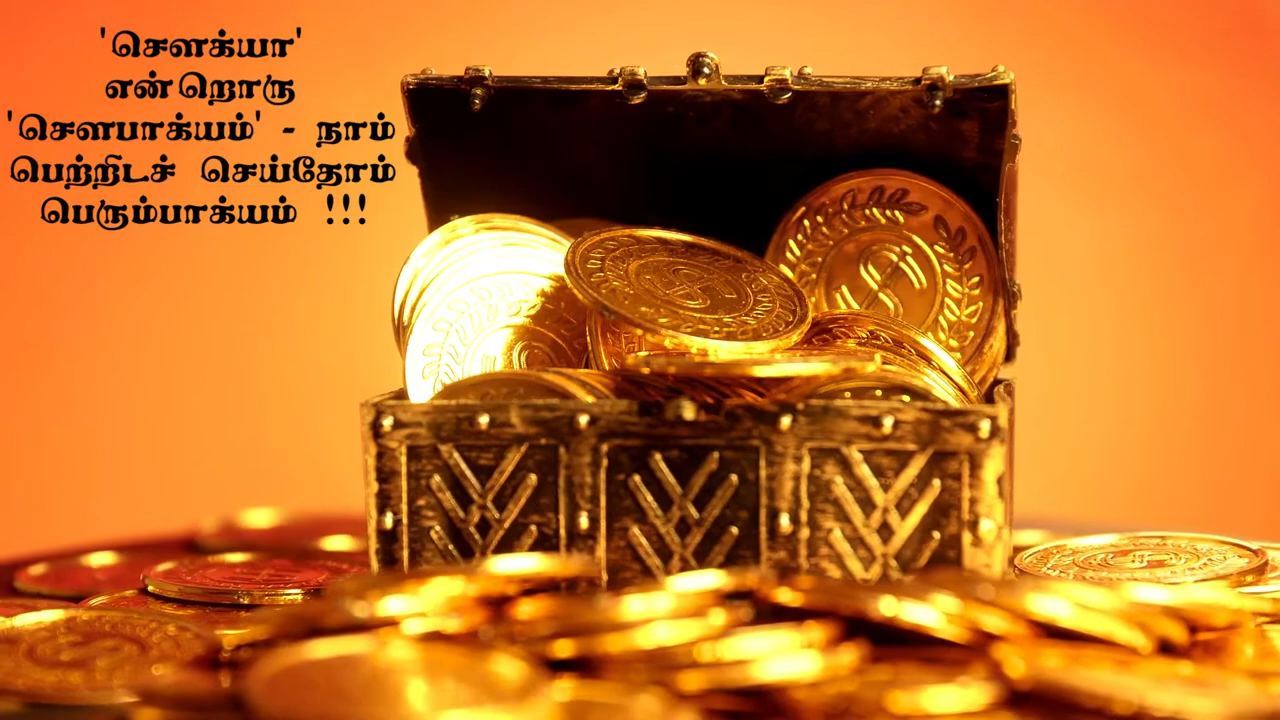 'சௌக்யா'
என்றொரு
'சௌபாக்யம்' - நாம்
பெற்றிடச் செய்தோம்
பெரும்பாக்யம் !!!